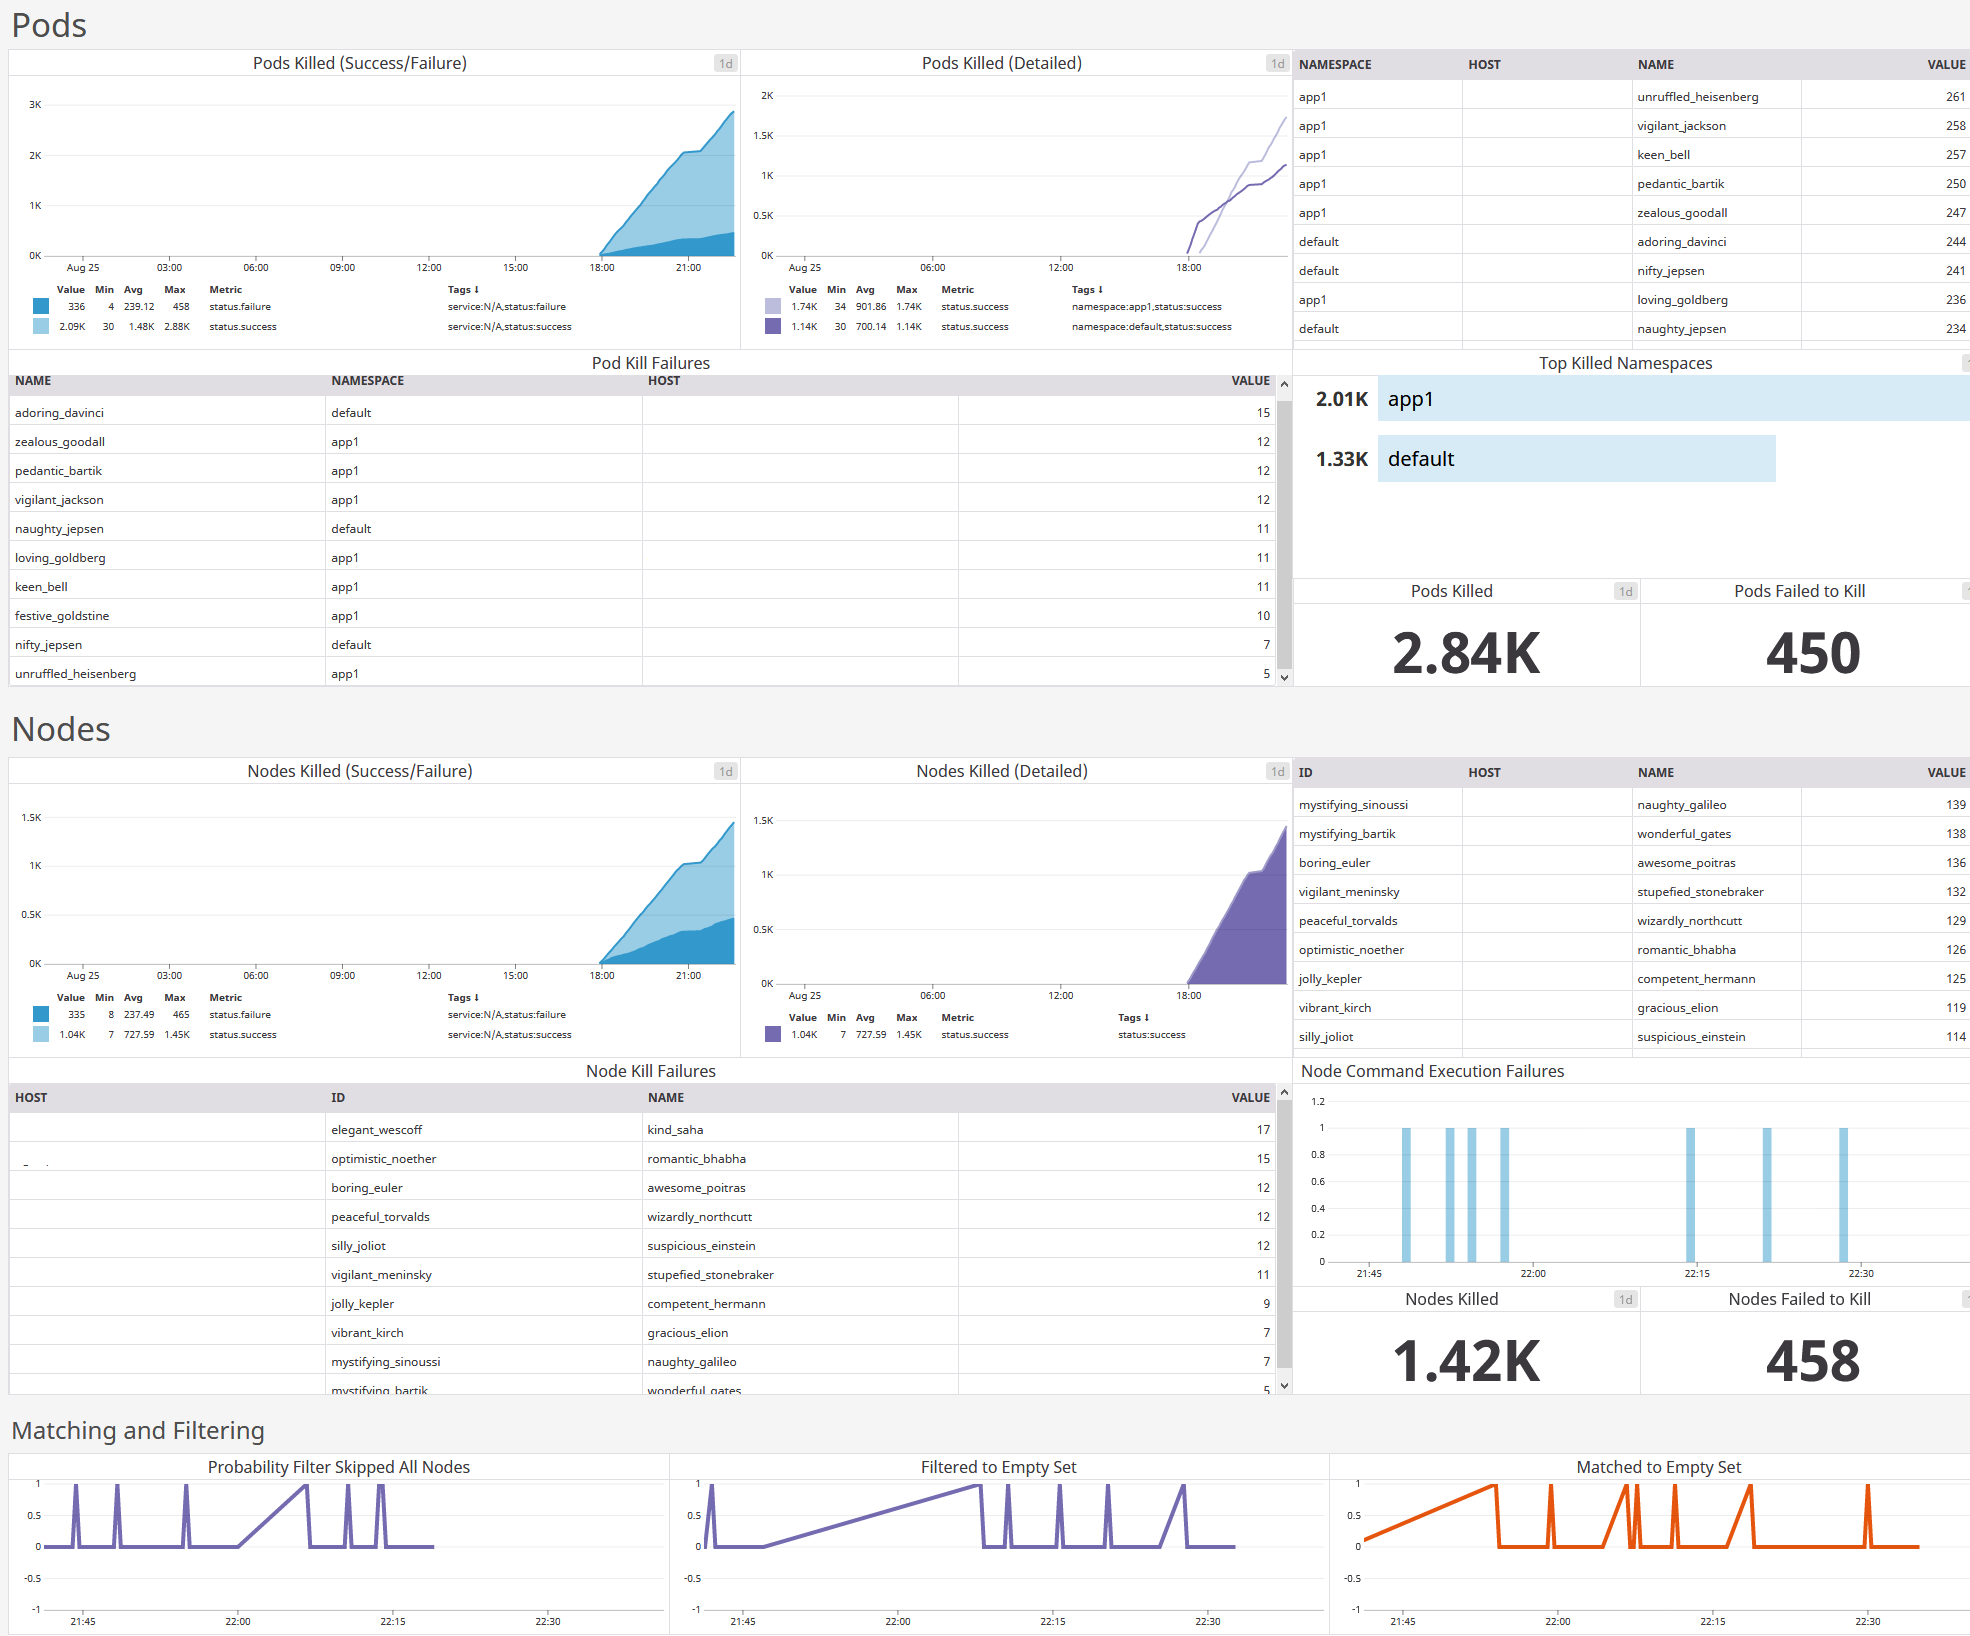 Pods
Pods Killed (Success/Failure) 1d
3K
2K
1K
0K
Aug 25 03:00 06:00 09:00 12:00 15:00 18:00 21:00
Value Min Avg Max Metric Tags ↓
336 4 239.12 458 status.failure service:N/A,status:failure
2.09K 30 1.48K 2.88K status.success service:N/A,status:success
Pods Killed (Detailed) 1d
2K
1.5K
1K
0.5K
0K
Aug 25 06:00 12:00 18:00
Value Min Avg Max Metric Tags ↓
1.74K 34 901.86 1.74K status.success namespace:app1,status:success
1.14K 30 700.14 1.14K status.success namespace:default,status:success
NAMESPACE HOST NAME VALUE
app1 unruffled_heisenberg 261
app1 vigilant_jackson 258
app1 keen_bell 257
app1 pedantic_bartik 250
app1 zealous_goodall 247
default adoring_davinci 244
default nifty_jepsen 241
app1 loving_goldberg 236
default naughty_jepsen 234
Pod Kill Failures
NAME NAMESPACE HOST VALUE
adoring_davinci default 15
zealous_goodall app1 12
pedantic_bartik app1 12
vigilant_jackson app1 12
naughty_jepsen default 11
loving_goldberg app1 11
keen_bell app1 11
festive_goldstine app1 10
nifty_jepsen default 7
unruffled_heisenberg app1 5
Top Killed Namespaces
2.01K app1
1.33K default
Pods Killed 1d
2.84K
Pods Failed to Kill
450
Nodes
Nodes Killed (Success/Failure) 1d
1.5K
1K
0.5K
0K
Aug 25 03:00 06:00 09:00 12:00 15:00 18:00 21:00
Value Min Avg Max Metric Tags ↓
335 8 237.49 465 status.failure service:N/A,status:failure
1.04K 7 727.59 1.45K status.success service:N/A,status:success
Nodes Killed (Detailed) 1d
1.5K
1K
0.5K
0K
Aug 25 06:00 12:00 18:00
Value Min Avg Max Metric Tags ↓
1.04K 7 727.59 1.45K status.success status:success
ID HOST NAME VALUE
mystifying_sinoussi naughty_galileo 139
mystifying_bartik wonderful_gates 138
boring_euler awesome_poitras 136
vigilant_meninsky stupefied_stonebraker 132
peaceful_torvalds wizardly_northcutt 129
optimistic_noether romantic_bhabha 126
jolly_kepler competent_hermann 125
vibrant_kirch gracious_elion 119
silly_joliot suspicious_einstein 114
Node Kill Failures
HOST ID NAME VALUE
elegant_wescoff kind_saha 17
optimistic_noether romantic_bhabha 15
boring_euler awesome_poitras 12
peaceful_torvalds wizardly_northcutt 12
silly_joliot suspicious_einstein 12
vigilant_meninsky stupefied_stonebraker 11
jolly_kepler competent_hermann 9
vibrant_kirch gracious_elion 7
mystifying_sinoussi naughty_galileo 7
mystifying_bartik wonderful_gates 5
Node Command Execution Failures
1.2
1
0.8
0.6
0.4
0.2
0
21:45 22:00 22:15 22:30
Nodes Killed 1d
1.42K
Nodes Failed to Kill
458
Matching and Filtering
Probability Filter Skipped All Nodes
1
0.5
0
-0.5
-1
21:45 22:00 22:15 22:30
Filtered to Empty Set
1
0.5
0
-0.5
-1
21:45 22:00 22:15 22:30
Matched to Empty Set
1
0.5
0
-0.5
-1
21:45 22:00 22:15 22:30